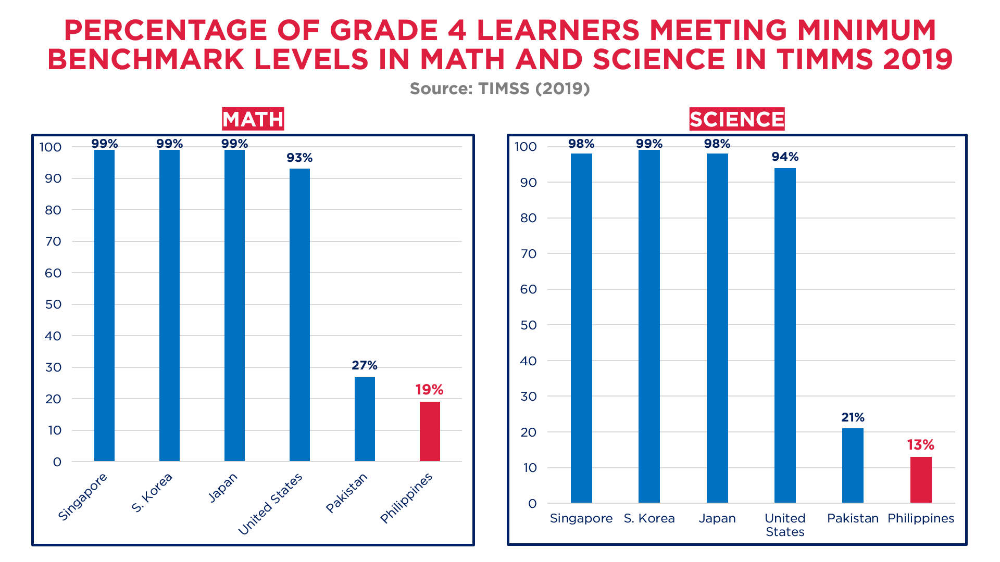 PERCENTAGE OF GRADE 4 LEARNERS MEETING MINIMUM
BENCHMARK LEVELS IN MATH AND SCIENCE IN TIMMS 2019
Source: TIMSS (2019)
MATH
99%
99%
99%
93%
27%
19%
100
90
80
70
60
50
40
30
20
10
0
Singapore
S. Korea
Japan
United States
Pakistan
Philippines
SCIENCE
98%
99%
98%
94%
21%
13%
100
90
80
70
60
50
40
30
20
10
0
Singapore
S. Korea
Japan
United
States
Pakistan
Philippines